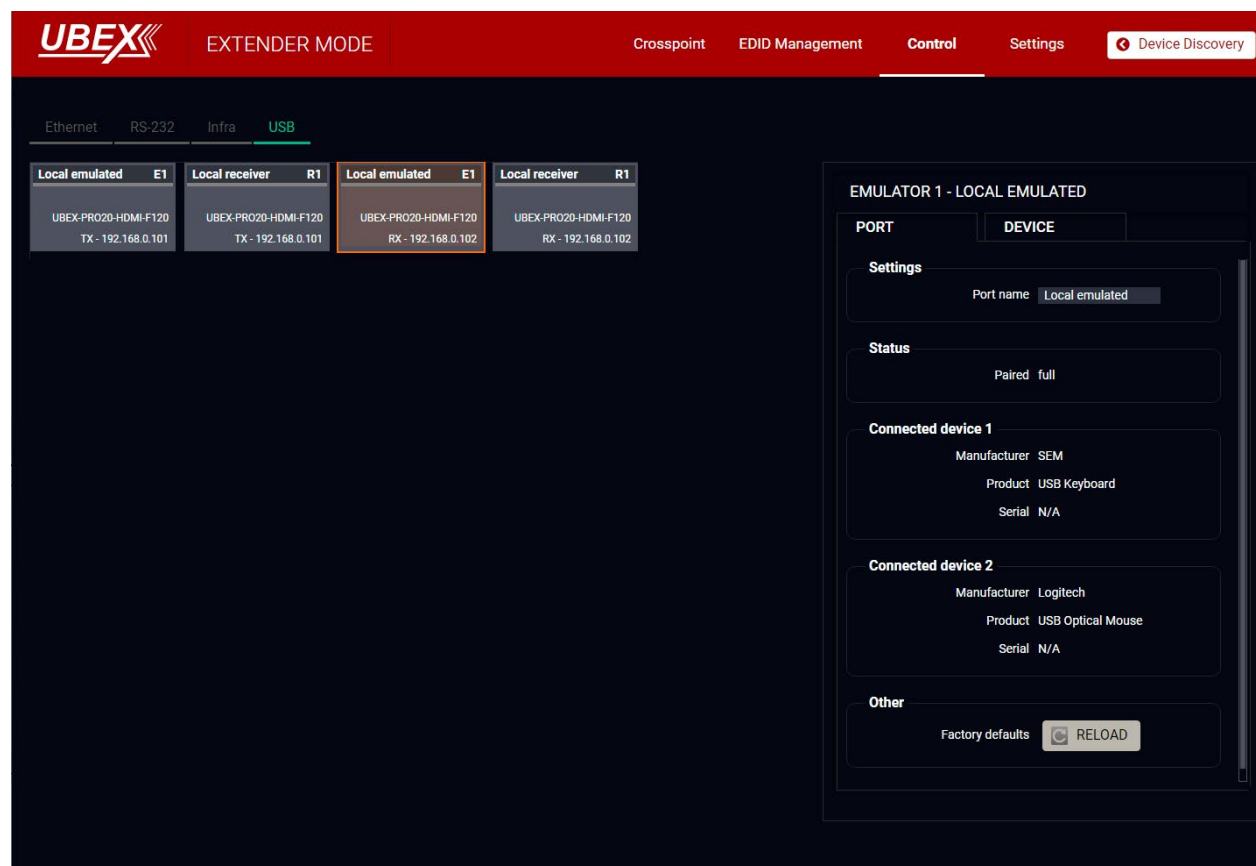 UBEX EXTENDER MODE Crosspoint EDID Management Control Settings Device Discovery
Ethernet RS-232 Infra USB
Local emulated E1
UBEX-PRO20-HDMI-F120
TX - 192.168.0.101
Local receiver R1
UBEX-PRO20-HDMI-F120
TX - 192.168.0.101
Local emulated E1
UBEX-PRO20-HDMI-F120
RX - 192.168.0.102
Local receiver R1
UBEX-PRO20-HDMI-F120
RX - 192.168.0.102
EMULATOR 1 - LOCAL EMULATED
PORT DEVICE
Settings
Port name Local emulated
Status
Paired full
Connected device 1
Manufacturer SEM
Product USB Keyboard
Serial N/A
Connected device 2
Manufacturer Logitech
Product USB Optical Mouse
Serial N/A
Other
Factory defaults RELOAD